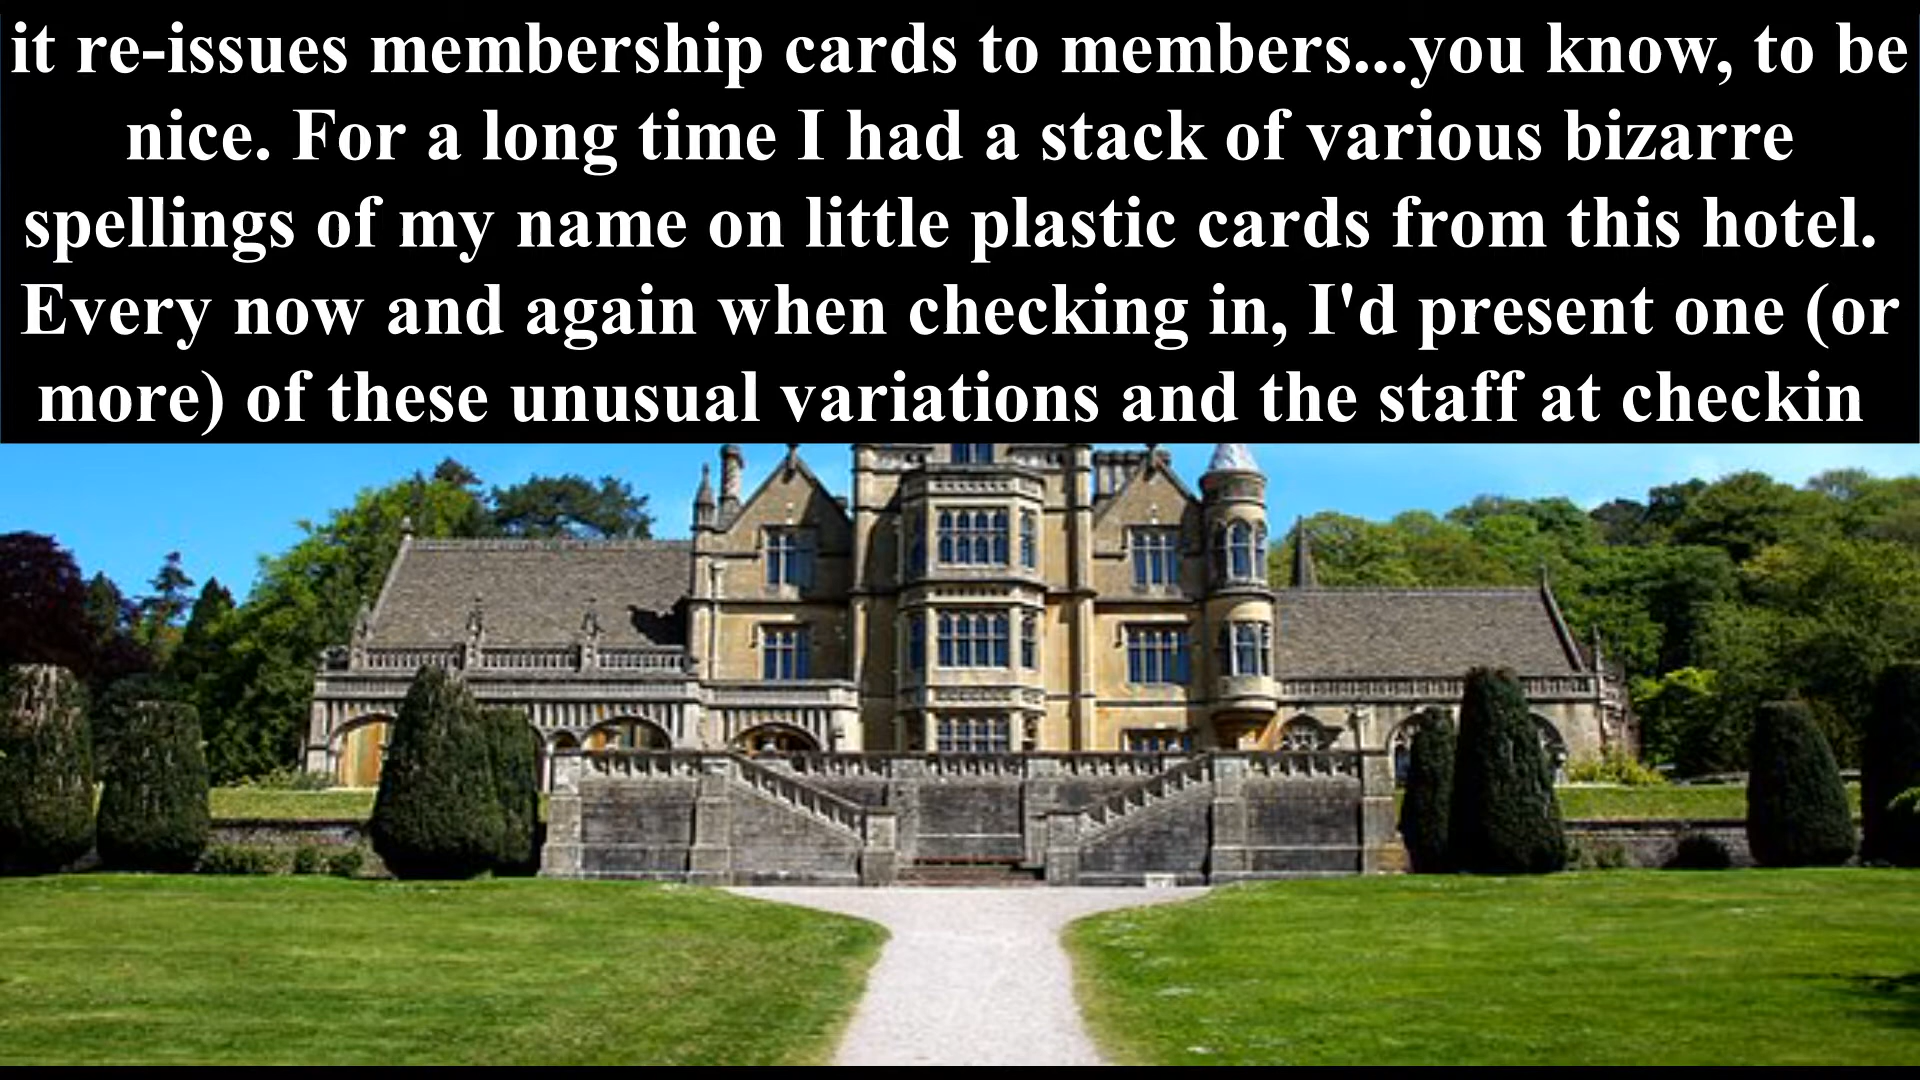 it re-issues membership cards to members...you know, to be
nice. For a long time I had a stack of various bizarre
spellings of my name on little plastic cards from this hotel.
Every now and again when checking in, I'd present one (or
more) of these unusual variations and the staff at checkin